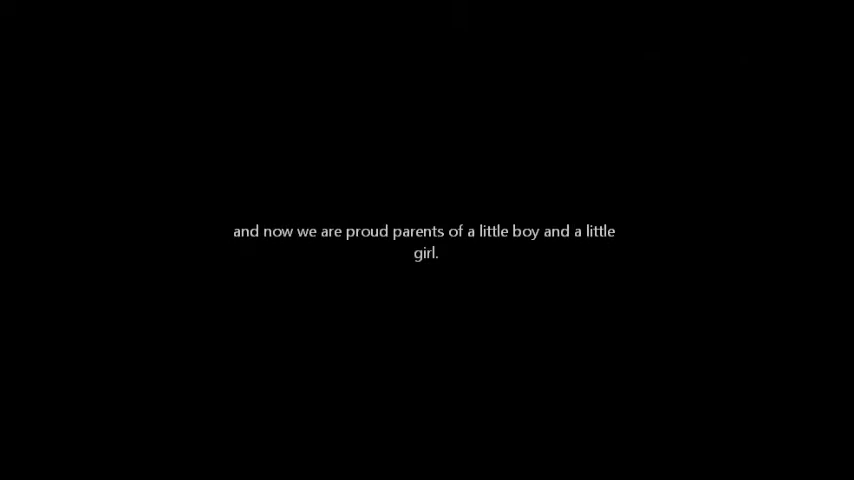 and now we are proud parents of a little boy and a little
girl.